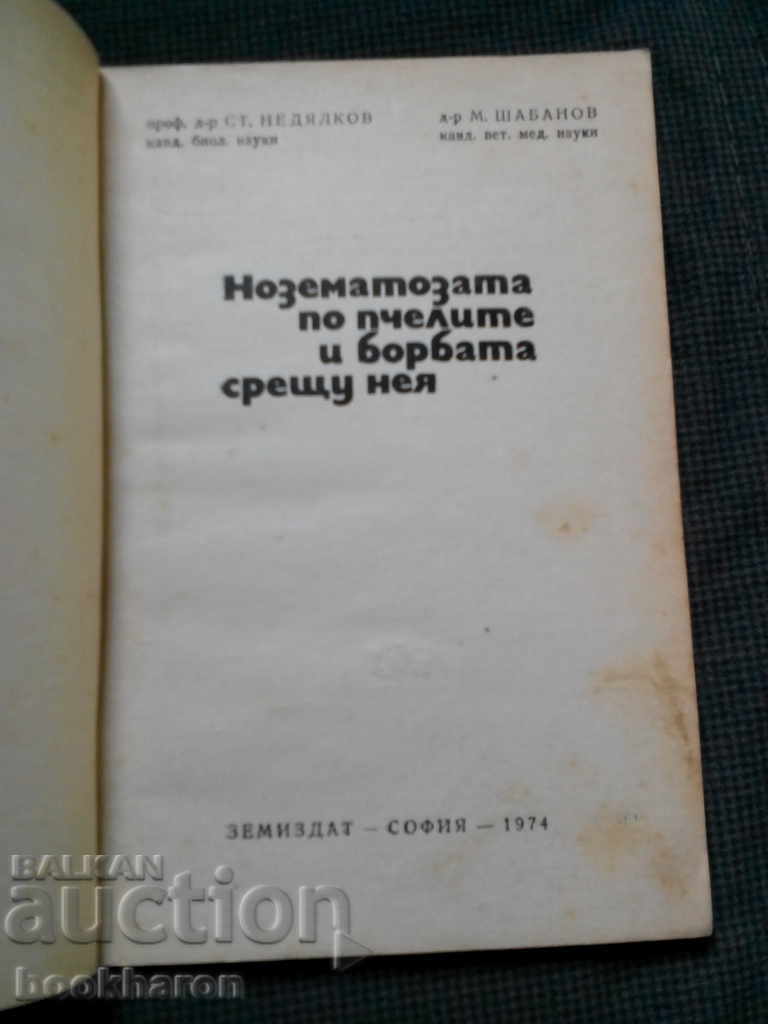 проф. д-р СТ. НЕДЯЛКОВ
канд. биол. науки
д-р М. ШАБАНОВ
канд. вет. мед. науки
Нозематозата
по пчелите
и борбата
срещу нея
ЗЕМИЗДАТ — СОФИЯ — 1974
BALKAN
auction
bookharon